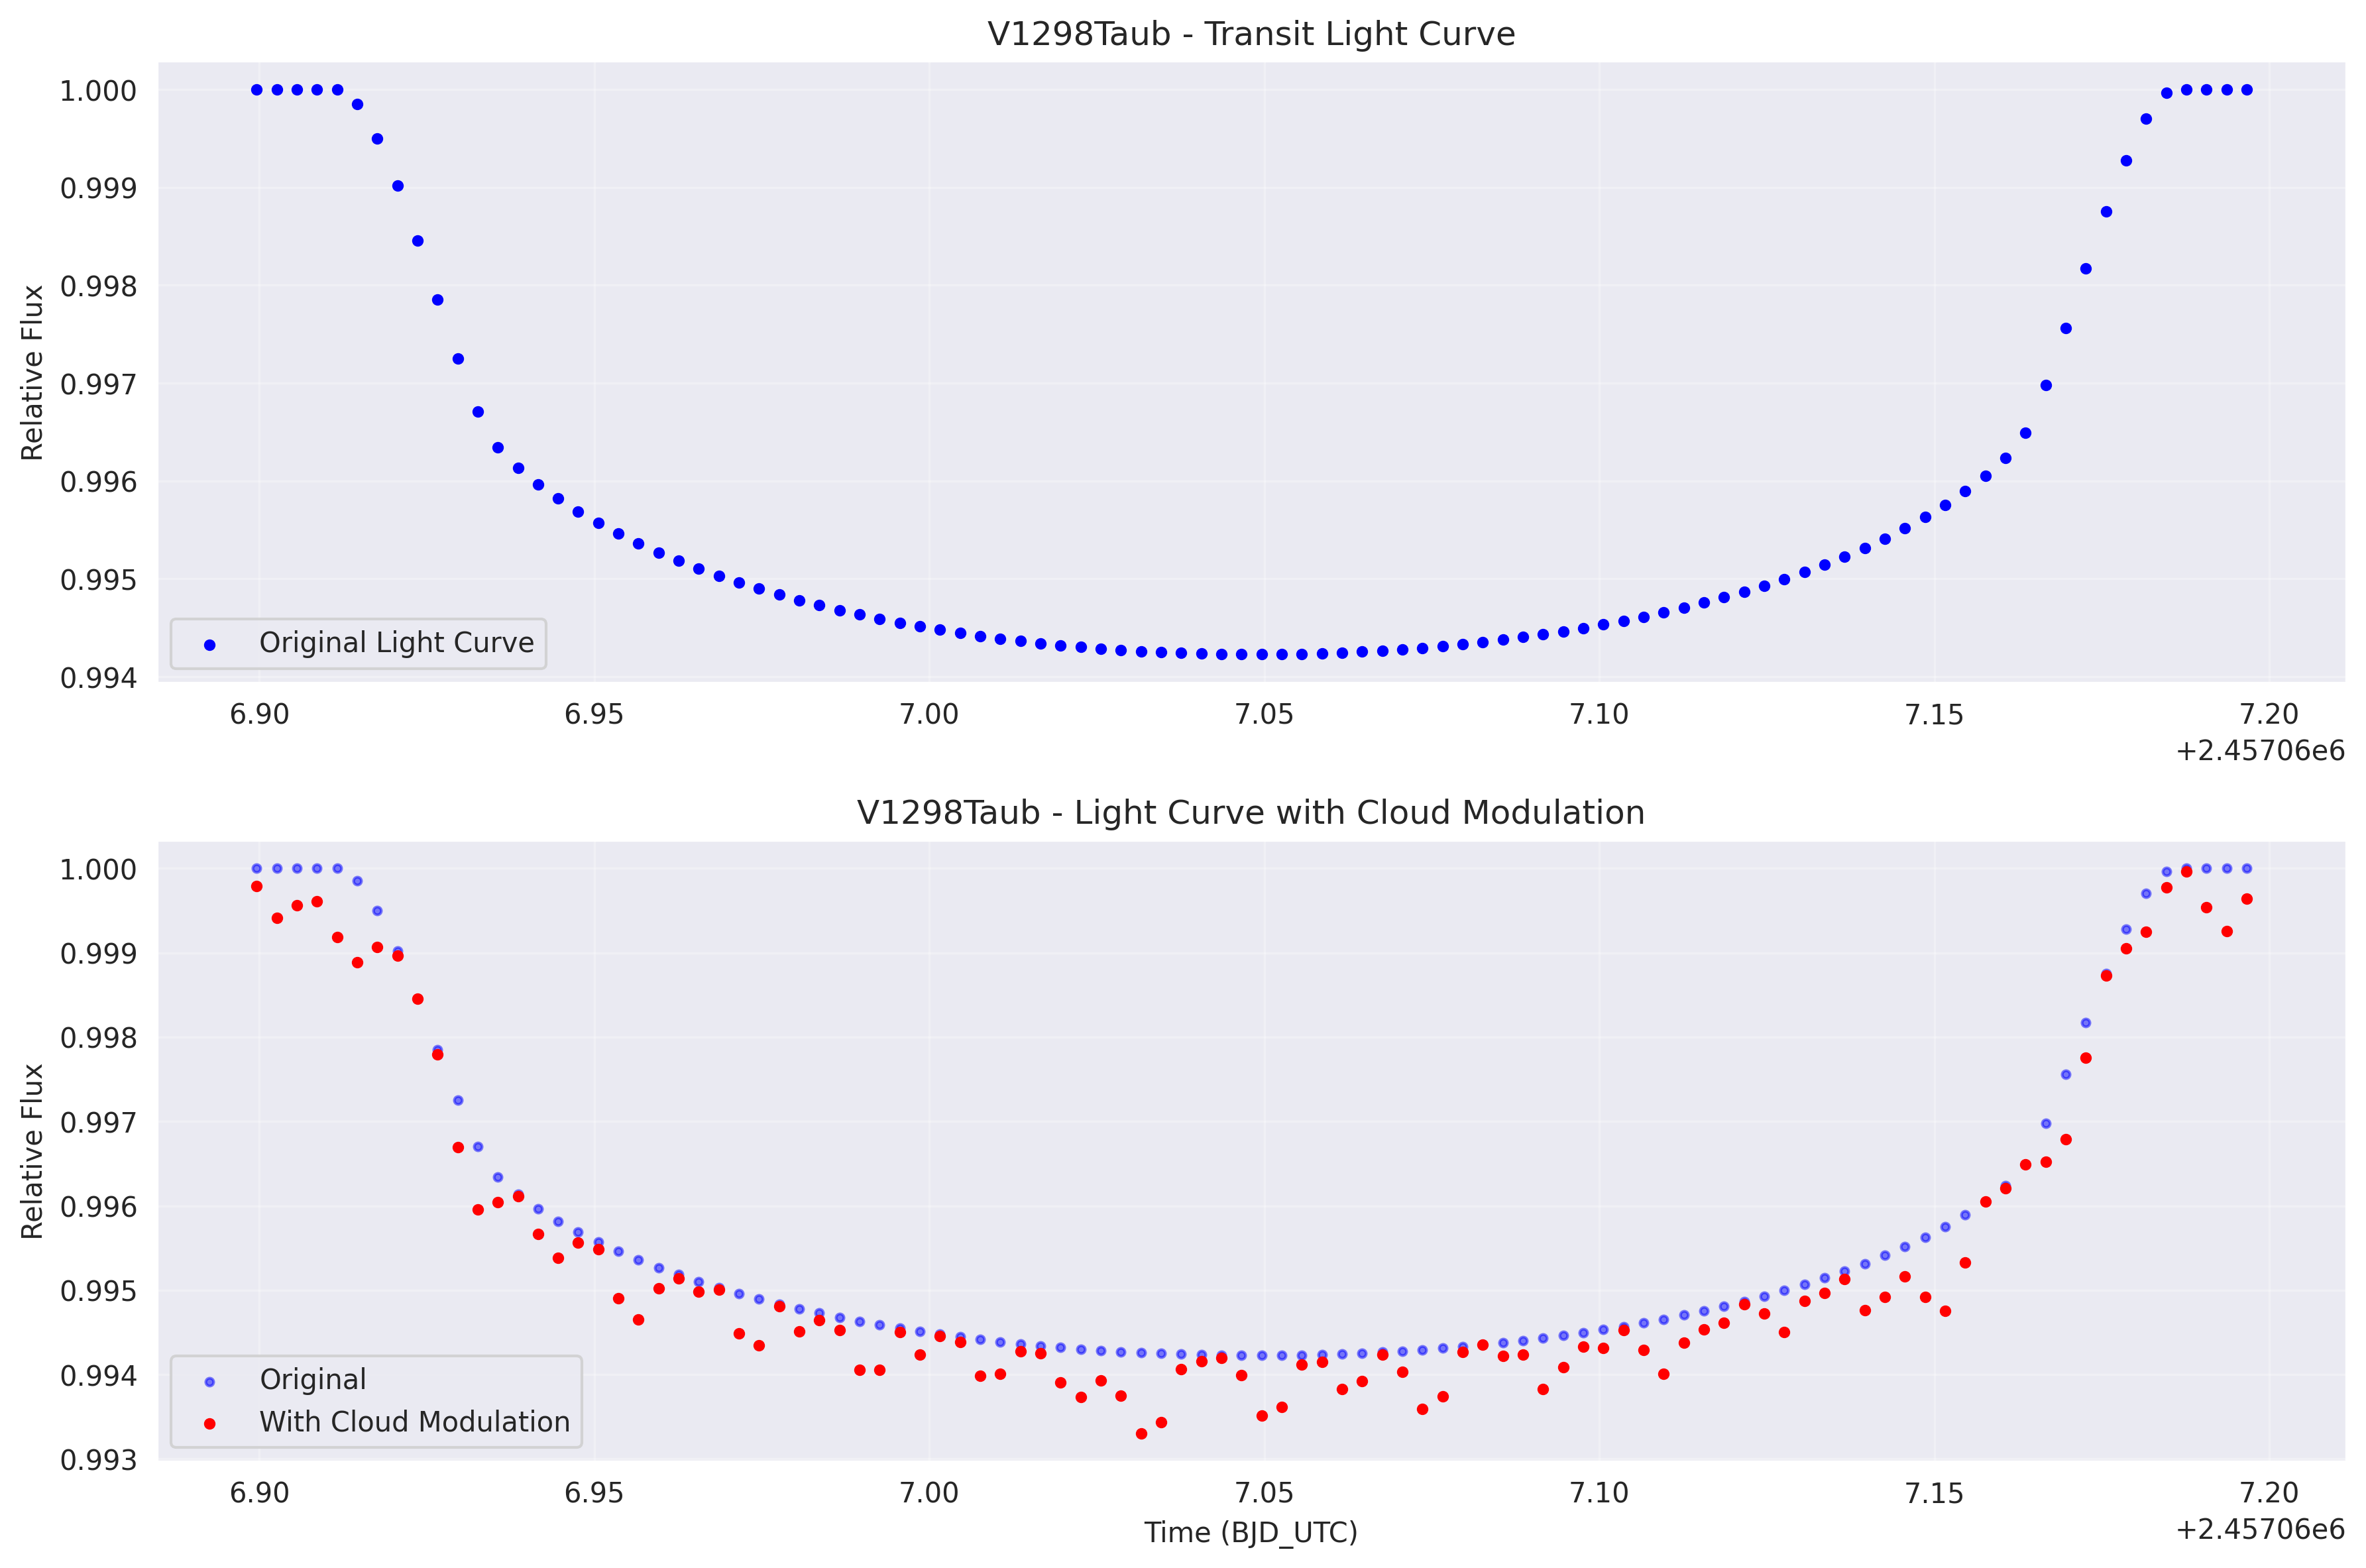 V1298Taub - Transit Light Curve
Relative Flux
1.000
0.999
0.998
0.997
0.996
0.995
0.994
Original Light Curve
6.90 6.95 7.00 7.05 7.10 7.15 7.20
+2.45706e6
V1298Taub - Light Curve with Cloud Modulation
Relative Flux
1.000
0.999
0.998
0.997
0.996
0.995
0.994
0.993
Original
With Cloud Modulation
6.90 6.95 7.00 7.05 7.10 7.15 7.20
Time (BJD_UTC)
+2.45706e6